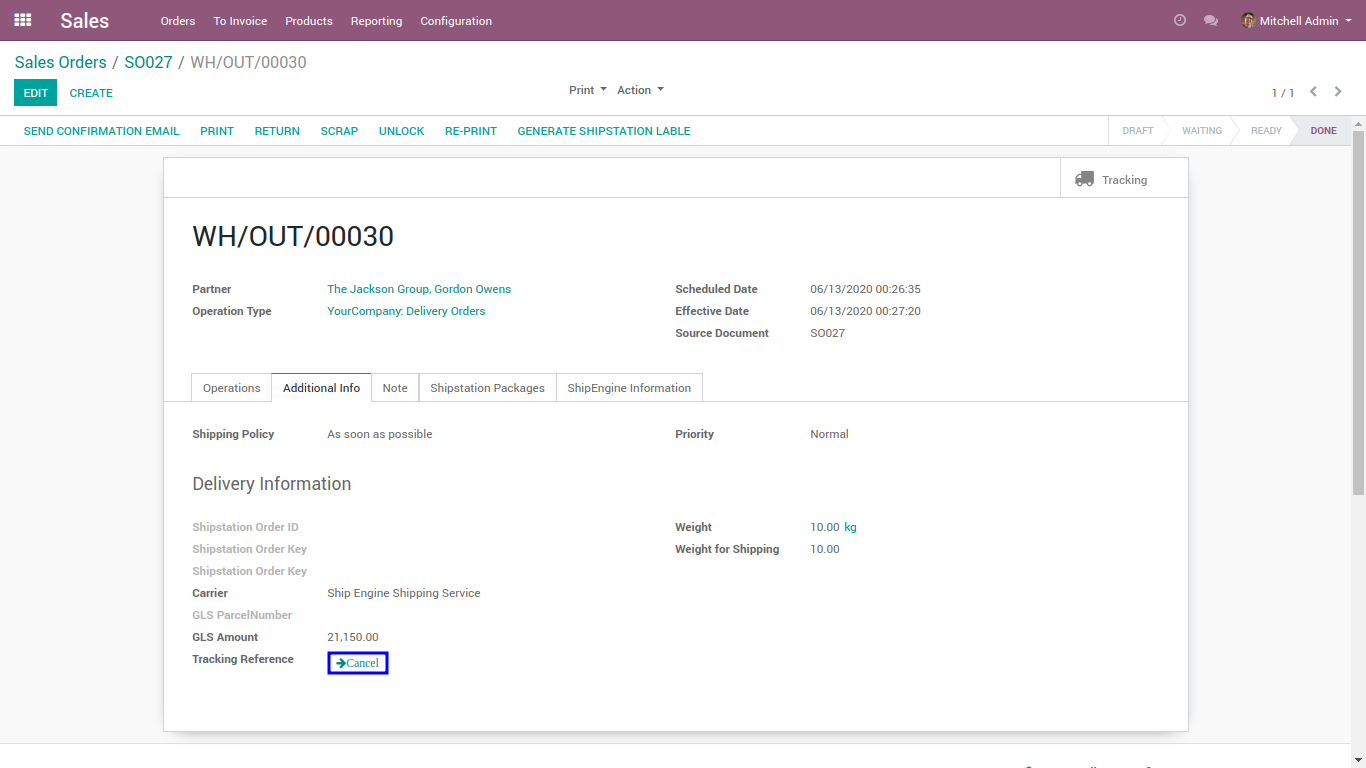 Sales Orders To Invoice Products Reporting Configuration Mitchell Admin
Sales Orders / SO027 / WH/OUT/00030
EDIT CREATE Print Action 1 / 1
SEND CONFIRMATION EMAIL PRINT RETURN SCRAP UNLOCK RE-PRINT GENERATE SHIPSTATION LABLE DRAFT WAITING READY DONE
Tracking
WH/OUT/00030
Partner The Jackson Group, Gordon Owens Scheduled Date 06/13/2020 00:26:35
Operation Type YourCompany: Delivery Orders Effective Date 06/13/2020 00:27:20
Source Document SO027
Operations Additional Info Note Shipstation Packages ShipEngine Information
Shipping Policy As soon as possible Priority Normal
Delivery Information
Shipstation Order ID Weight 10.00 kg
Shipstation Order Key Weight for Shipping 10.00
Shipstation Order Key
Carrier Ship Engine Shipping Service
GLS ParcelNumber
GLS Amount 21,150.00
Tracking Reference Cancel